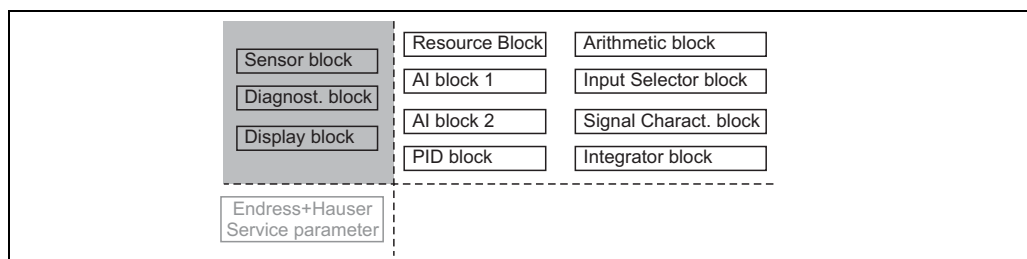 Sensor block
Diagnost. block
Display block
Resource Block
AI block 1
AI block 2
PID block
Arithmetic block
Input Selector block
Signal Charact. block
Integrator block
Endress+Hauser
Service parameter